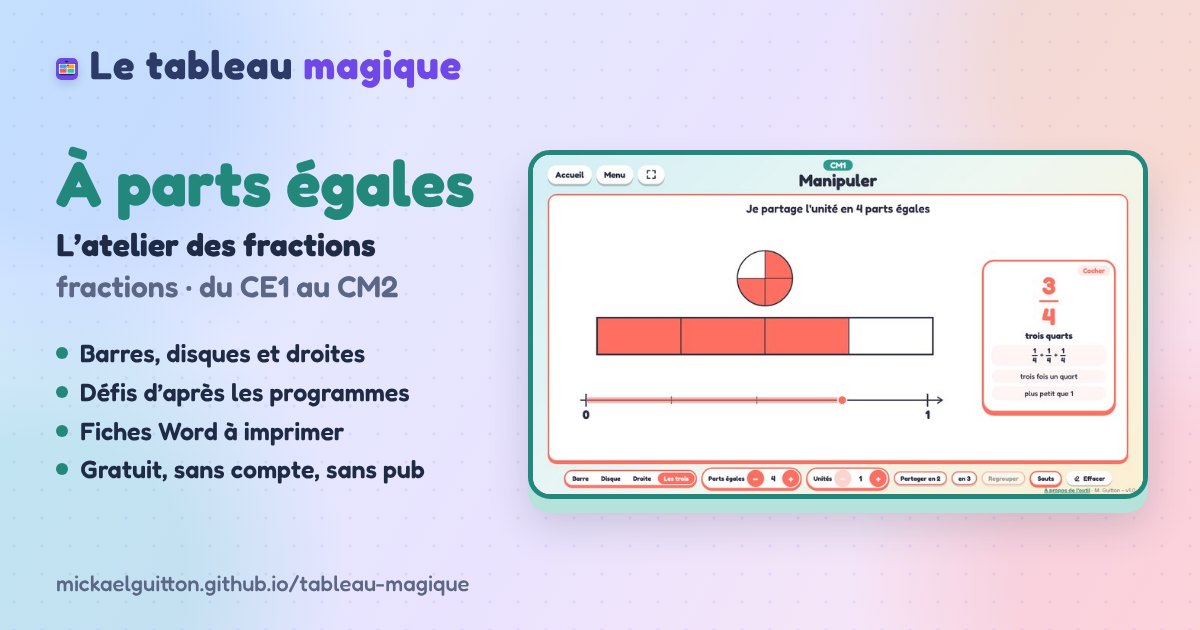 Le tableau magique
À parts égales
L'atelier des fractions
fractions · du CE1 au CM2
Barres, disques et droites
Défis d'après les programmes
Fiches Word à imprimer
Gratuit, sans compte, sans pub
mickaelguitton.github.io/tableau-magique
Accueil Menu
CM1
Manipuler
Je partage l'unité en 4 parts égales
Cacher
3
4
trois quarts
1/4 + 1/4 + 1/4
trois fois un quart
plus petit que 1
0 1
Barre Disque Droite Les trois Parts égales − 4 + Unités − 1 + Partager en 2 en 3 Regrouper Sauts Effacer
À propos de l'outil · M. Guitton